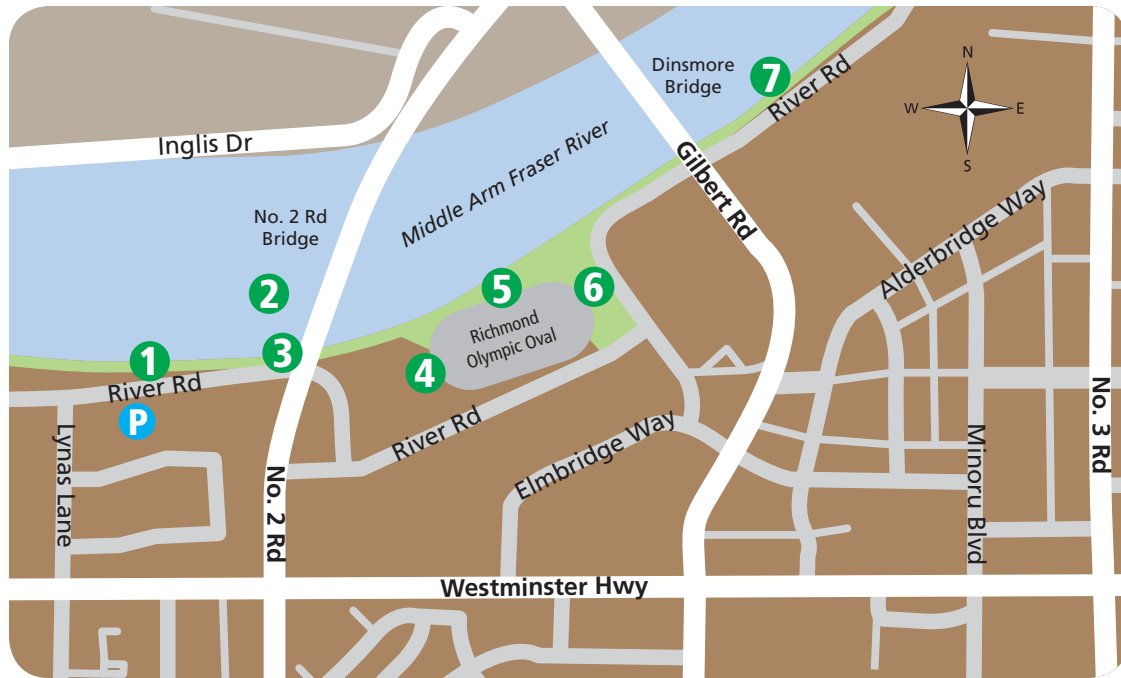 Dinsmore
Bridge
7
River Rd
N
W
E
S
Inglis Dr
Middle Arm Fraser River
Gilbert Rd
No. 2 Rd
Bridge
Alderbridge Way
2
5
6
Richmond
Olympic Oval
1
3
4
River Rd
P
River Rd
Lynas Lane
No. 2 Rd
Elmbridge Way
Minoru Blvd
No. 3 Rd
Westminster Hwy